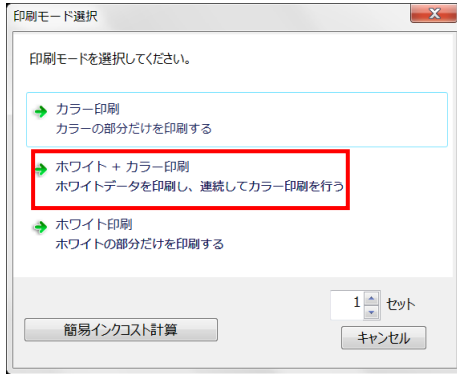 印刷モード選択
印刷モードを選択してください。
カラー印刷
カラーの部分だけを印刷する
ホワイト + カラー印刷
ホワイトデータを印刷し、連続してカラー印刷を行う
ホワイト印刷
ホワイトの部分だけを印刷する
1 セット
簡易インクコスト計算
キャンセル